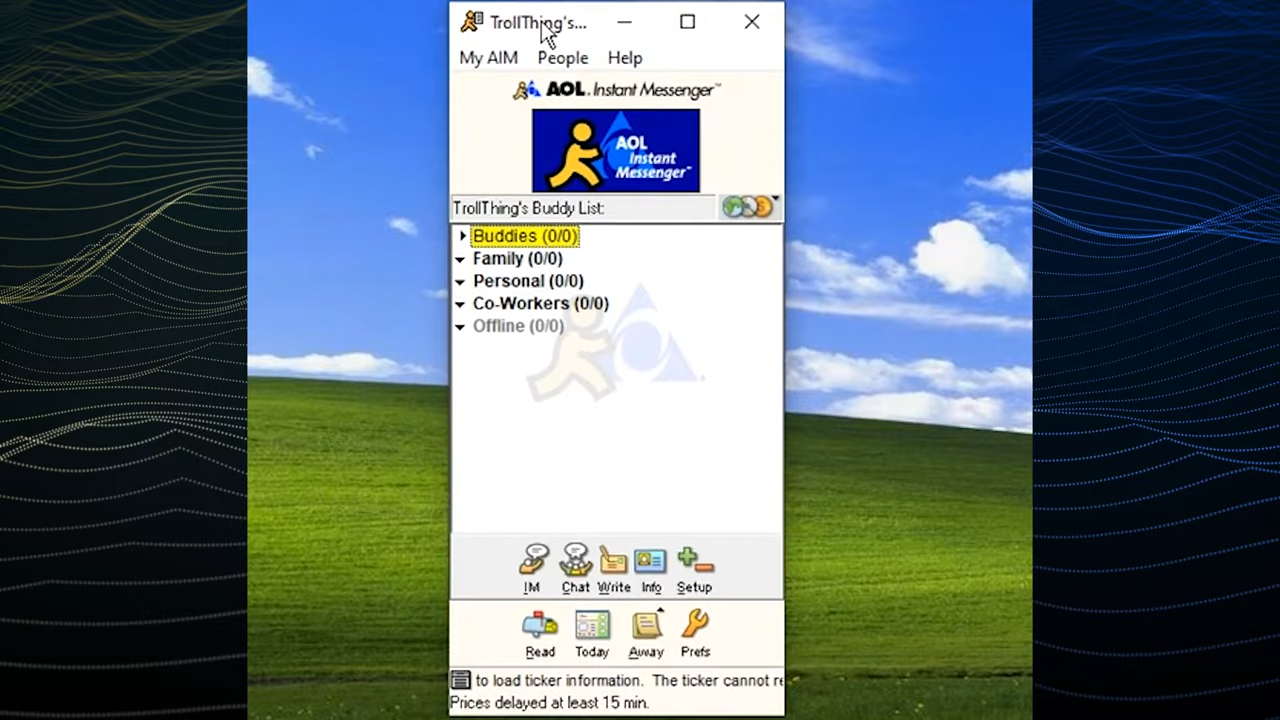 TrollThing's...
My AIM People Help
AOL Instant Messenger™
AOL
Instant
Messenger™
TrollThing's Buddy List:
Buddies (0/0)
Family (0/0)
Personal (0/0)
Co-Workers (0/0)
Offline (0/0)
IM Chat Write Info Setup
Read Today Away Prefs
to load ticker information. The ticker cannot re
Prices delayed at least 15 min.